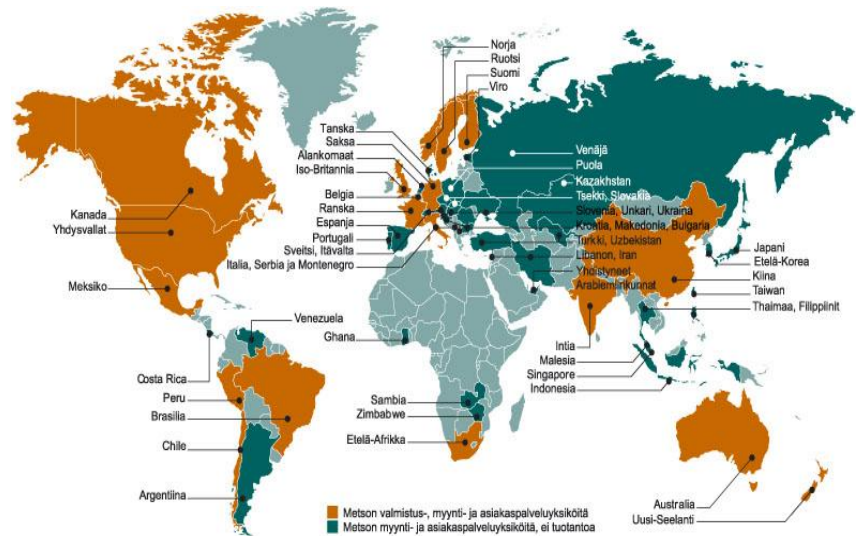 Norja
Ruotsi
Suomi
Viro
Tanska
Saksa
Alankomaat
Iso-Britannia
Belgia
Ranska
Espanja
Portugali
Sveitsi, Itävalta
Italia, Serbia ja Montenegro
Venäjä
Puola
Kazakhstan
Tsekki, Slovakia
Slovenia, Unkari, Ukraina
Kroatia, Makedonia, Bulgaria
Turkki, Uzbekistan
Libanon, Iran
Yhdistyneet
Arabiemiirikunnat
Kanada
Yhdysvallat
Meksiko
Japani
Etelä-Korea
Kiina
Taiwan
Thaimaa, Filippiinit
Venezuela
Ghana
Intia
Malesia
Singapore
Indonesia
Costa Rica
Peru
Brasilia
Chile
Argentiina
Sambia
Zimbabwe
Etelä-Afrikka
Australia
Uusi-Seelanti
Metson valmistus-, myynti- ja asiakaspalveluyksiköitä
Metson myynti- ja asiakaspalveluyksiköitä, ei tuotantoa